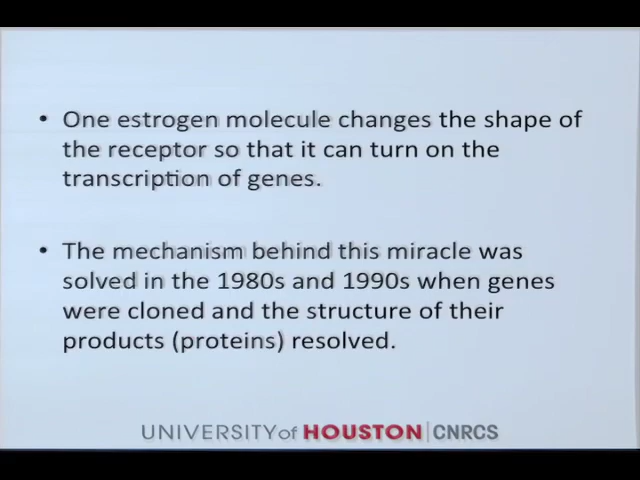 • One estrogen molecule changes the shape of
the receptor so that it can turn on the
transcription of genes.
• The mechanism behind this miracle was
solved in the 1980s and 1990s when genes
were cloned and the structure of their
products (proteins) resolved.
UNIVERSITY of HOUSTON | CNRCS